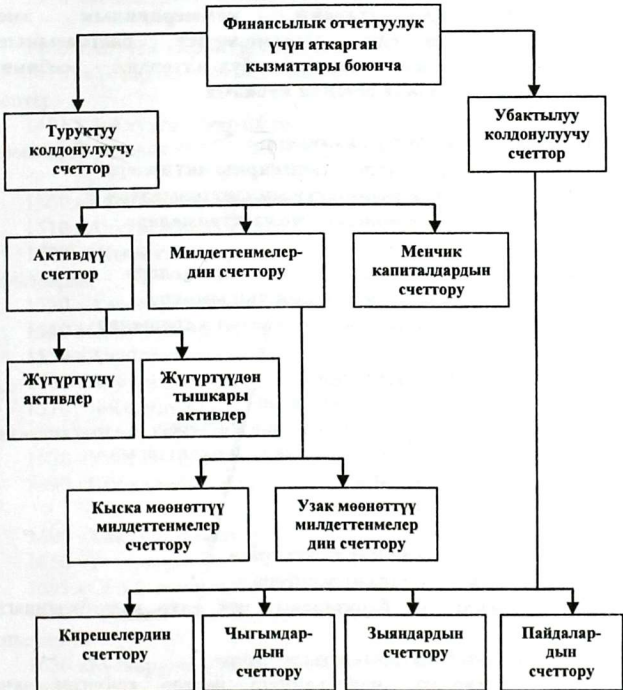 Финансылык отчеттуулук
үчүн аткарган
кызматтары боюнча
Туруктуу
колдонулуучу
счеттор
Убактылуу
колдонулуучу
счеттор
Активдүү
счеттор
Милдеттенмелер-
дин счеттору
Менчик
капиталдардын
счеттору
Жүгүртүүчү
активдер
Жүгүртүүдөн
тышкары
активдер
Кыска мөөнөттүү
милдеттенмелер
счеттору
Узак мөөнөттүү
милдеттенмелер
дин счеттору
Кирешелердин
счеттору
Чыгымдар-
дын
счеттору
Зыяндардын
счеттору
Пайдалар-
дын
счеттору